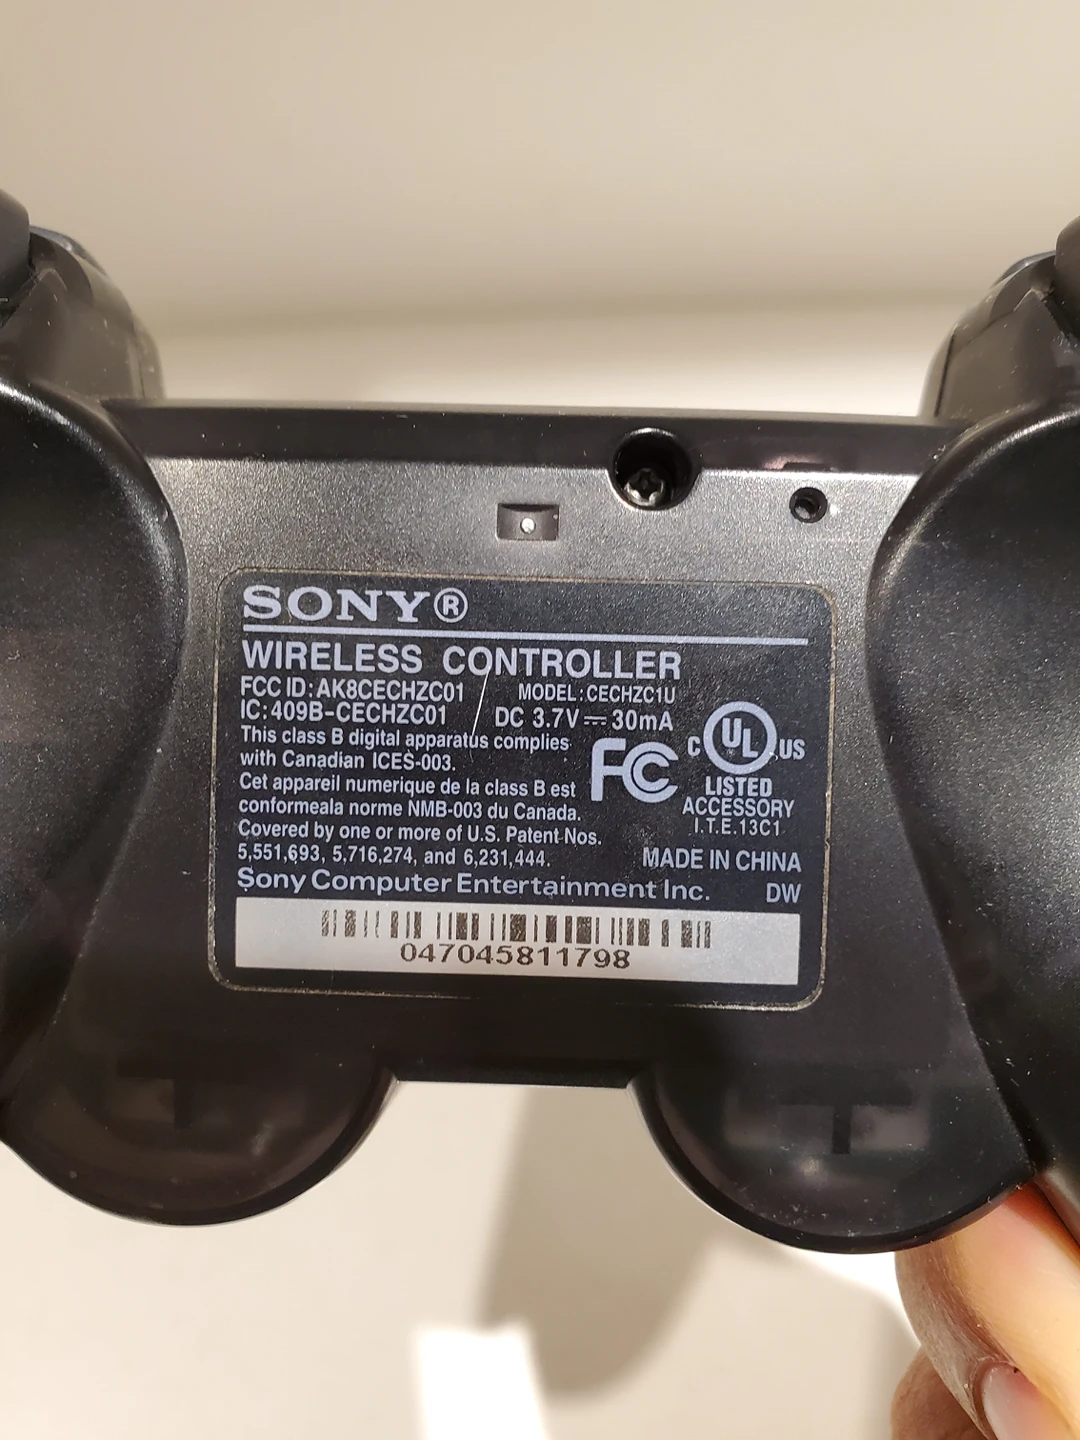 SONY®
WIRELESS CONTROLLER
FCC ID:AK8CECHZC01 MODEL:CECHZC1U
IC:409B-CECHZC01 DC 3.7V⎓30mA
This class B digital apparatus complies
with Canadian ICES-003.
Cet appareil numerique de la class B est
conformeala norme NMB-003 du Canada.
FC
C UL US
LISTED
ACCESSORY
I.T.E.13C1
Covered by one or more of U.S. Patent Nos.
5,551,693, 5,716,274, and 6,231,444.
MADE IN CHINA
Sony Computer Entertainment Inc. DW
047045811798